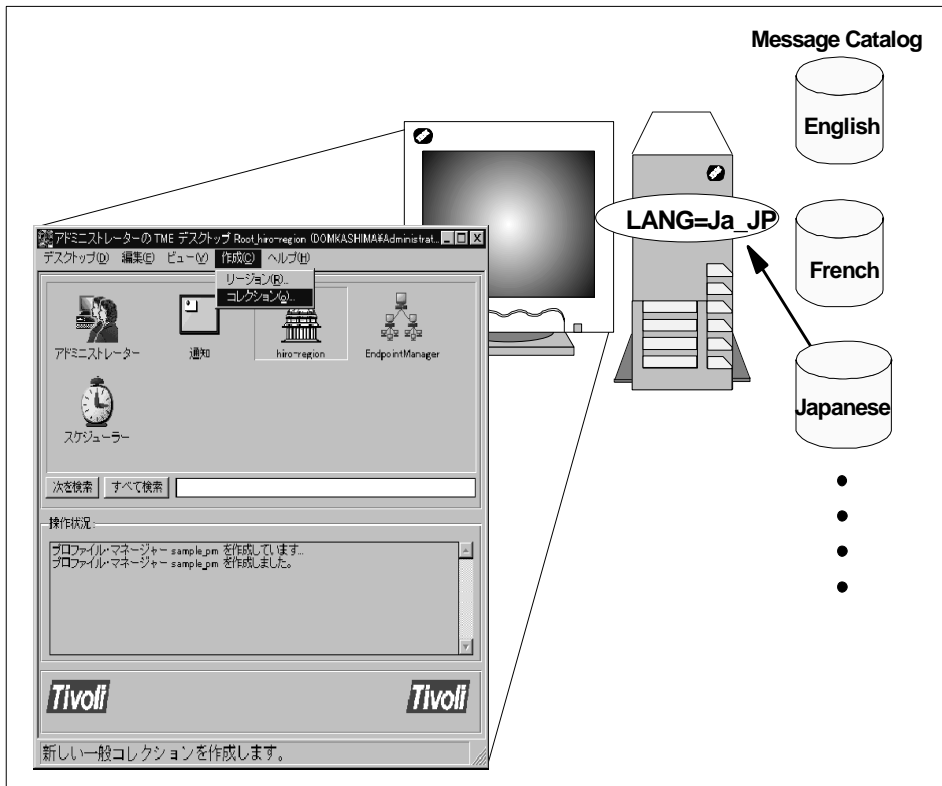 Message Catalog
English
LANG=Ja_JP
French
Japanese
アドミニストレーターの TME デスクトップ Root_hiro-region (DOMKASHIMA¥Administrat...
デスクトップ(D) 編集(E) ビュー(V) 作成(C) ヘルプ(H)
リージョン(R)...
コレクション(O)...
アドミニストレーター
通知
hiro-region
EndpointManager
スケジューラー
次を検索 すべて検索
操作状況:
プロファイル・マネージャー sample_pm を作成しています...
プロファイル・マネージャー sample_pm を作成しました。
Tivoli Tivoli
新しい一般コレクションを作成します。